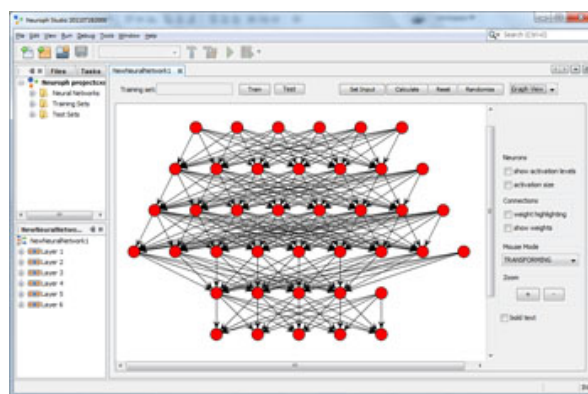 Neuroph Studio 201107182000
File Edit View Run Debug Tools Window Help
Search (Ctrl+I)
Files Tasks
Neuroph project
Neural Networks
Training Sets
Test Sets
NewNeuralNetwork1
Training set: Train Test Set Input Calculate Reset Randomize Graph View
Neurons
show activation levels
activation size
Connections
weight highlighting
show weights
Mouse Mode
TRANSFORMING
Zoom
+ -
bold text
NewNeuralNetwo...
NewNeuralNetwork1
Layer 1
Layer 2
Layer 3
Layer 4
Layer 5
Layer 6